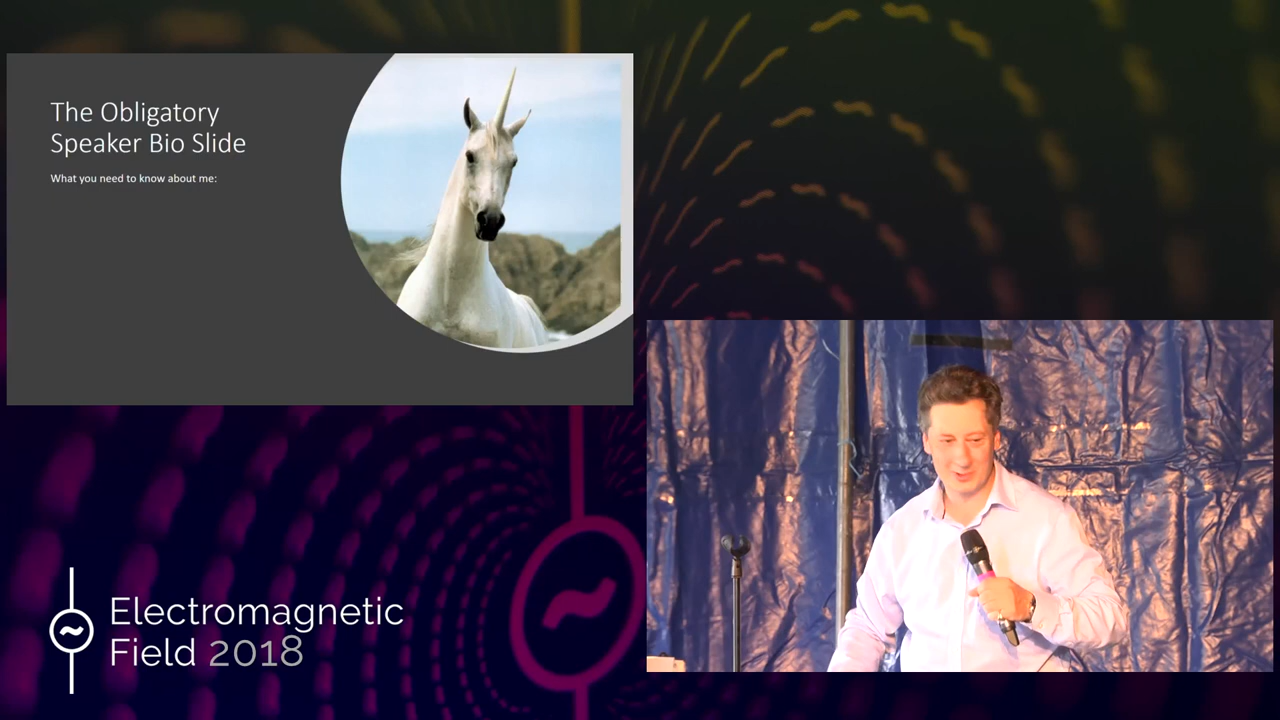 The Obligatory
Speaker Bio Slide
What you need to know about me:
Electromagnetic
Field 2018